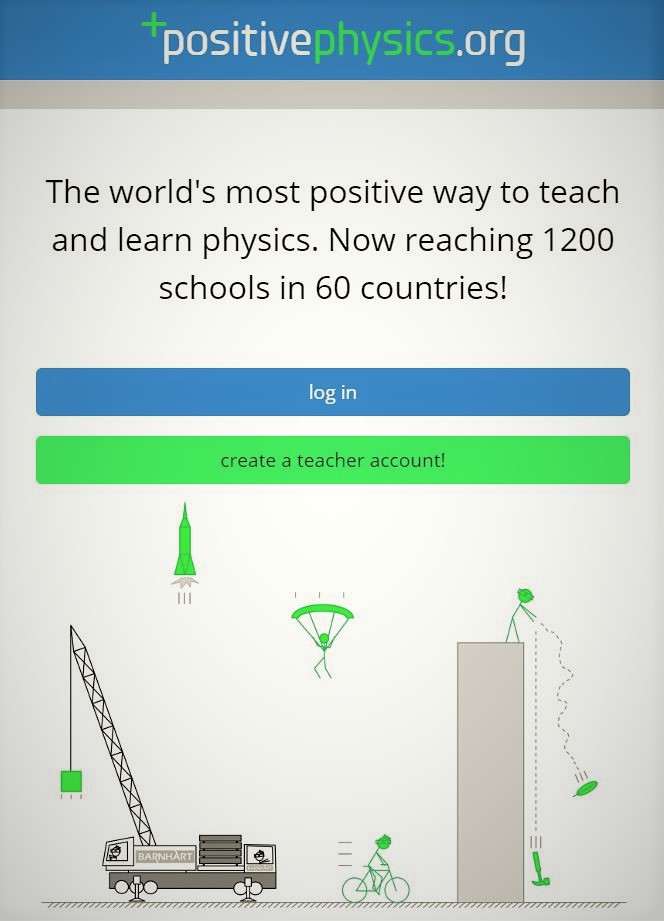 +positivephysics.org
The world's most positive way to teach
and learn physics. Now reaching 1200
schools in 60 countries!
log in
create a teacher account!
BARNHART